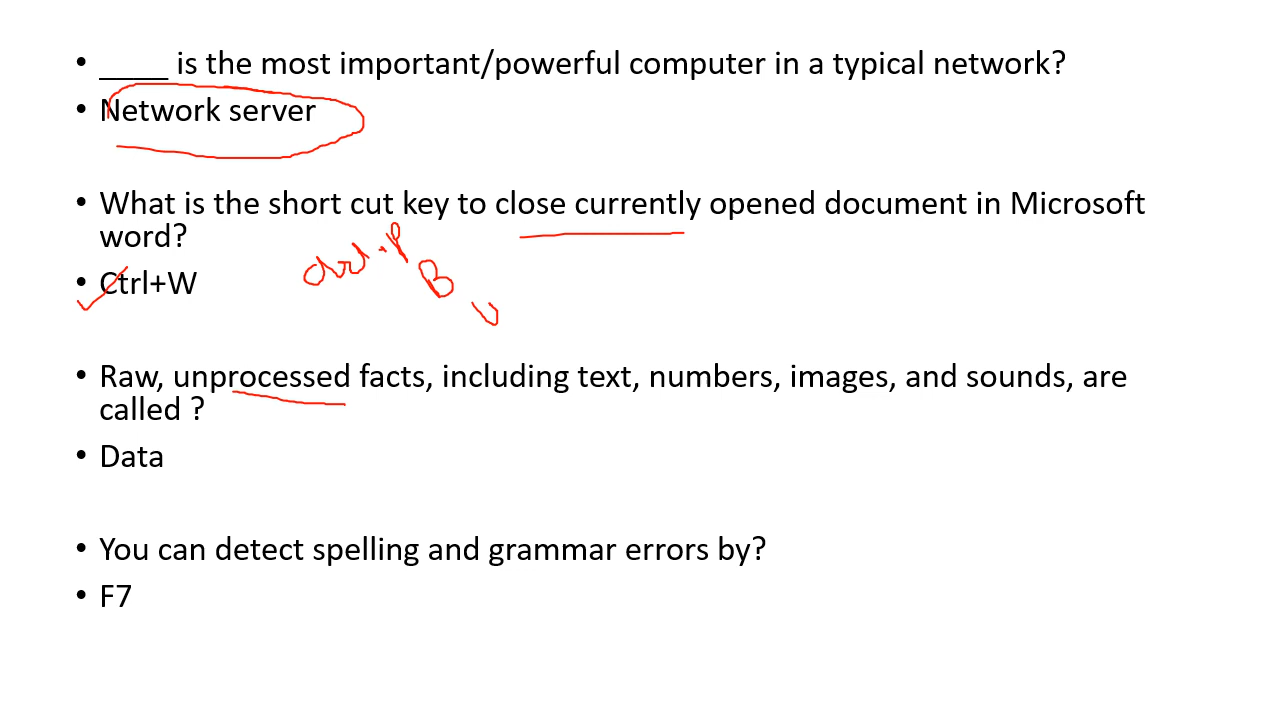 • ____ is the most important/powerful computer in a typical network?
• Network server
• What is the short cut key to close currently opened document in Microsoft
word?
• Ctrl+W
• Raw, unprocessed facts, including text, numbers, images, and sounds, are
called ?
• Data
• You can detect spelling and grammar errors by?
• F7